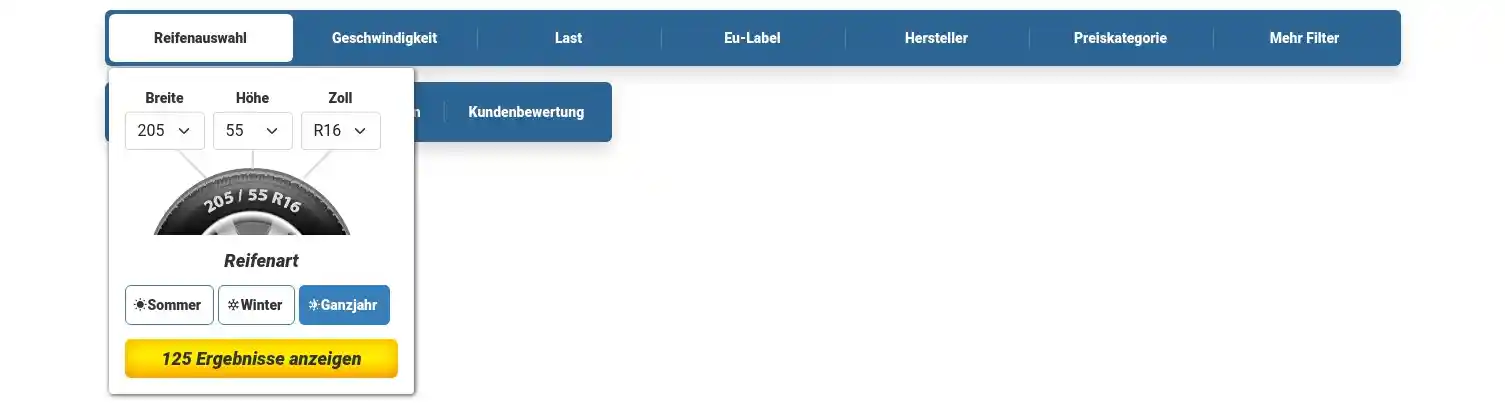 Reifenauswahl Geschwindigkeit Last Eu-Label Hersteller Preiskategorie Mehr Filter
Kundenbewertung
Breite Höhe Zoll
205 55 R16
205 / 55 R16
Reifenart
Sommer Winter Ganzjahr
125 Ergebnisse anzeigen